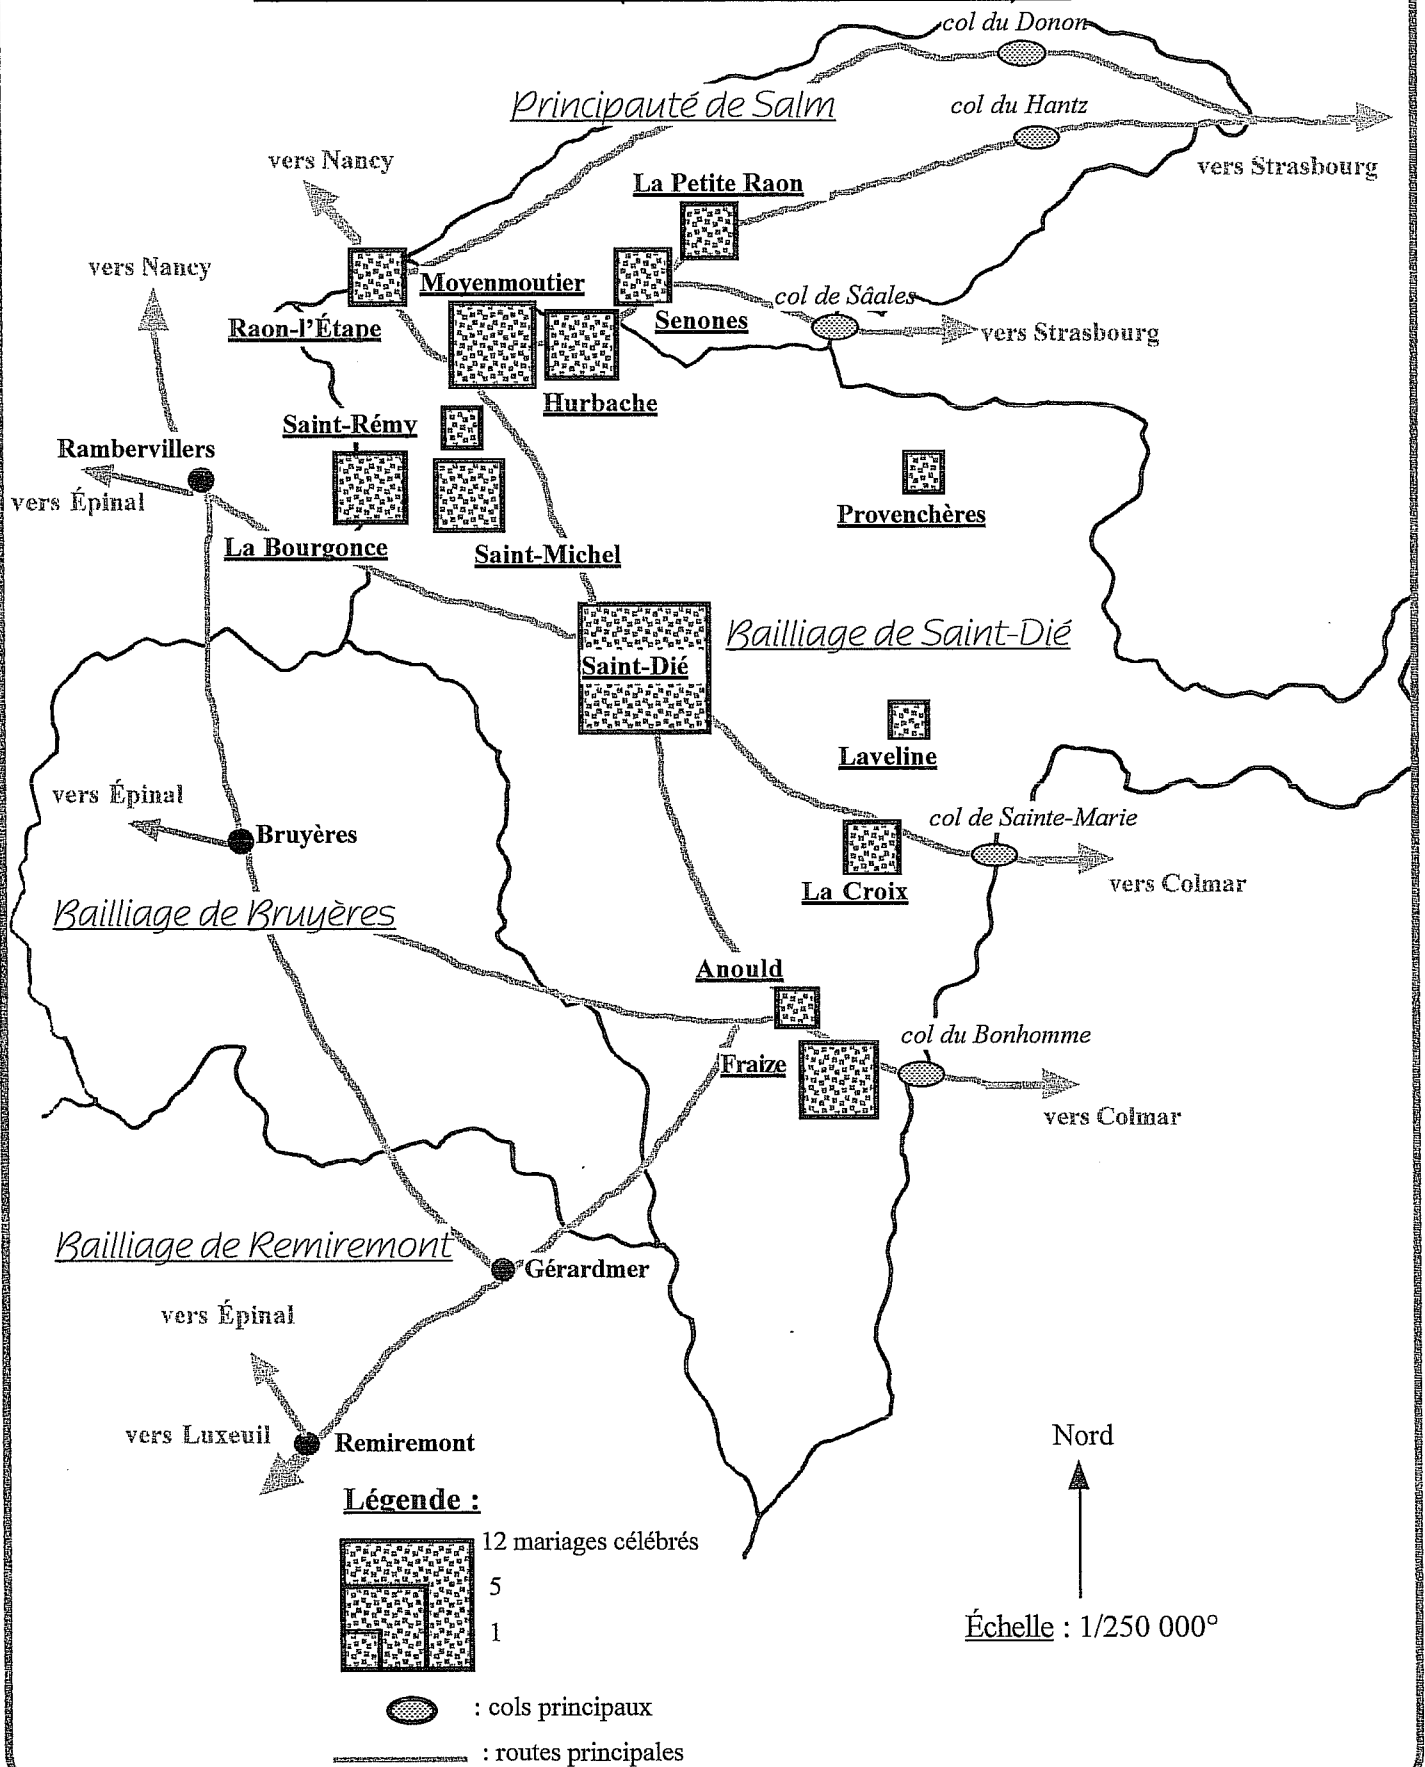 col du Donon
Principauté de Salm
col du Hantz
vers Nancy
vers Strasbourg
La Petite Raon
vers Nancy
Moyenmoutier
col de Sâales
Raon-l'Étape
Senones
vers Strasbourg
Hurbache
Saint-Rémy
Rambervillers
vers Épinal
Provenchères
La Bourgonce
Saint-Michel
Bailliage de Saint-Dié
Saint-Dié
Laveline
vers Épinal
col de Sainte-Marie
Bruyères
vers Colmar
La Croix
Bailliage de Bruyères
Anould
col du Bonhomme
Fraize
vers Colmar
Bailliage de Remiremont
Gérardmer
vers Épinal
vers Luxeuil
Remiremont
Nord
Légende :
12 mariages célébrés
5
1
Échelle : 1/250 000°
: cols principaux
: routes principales